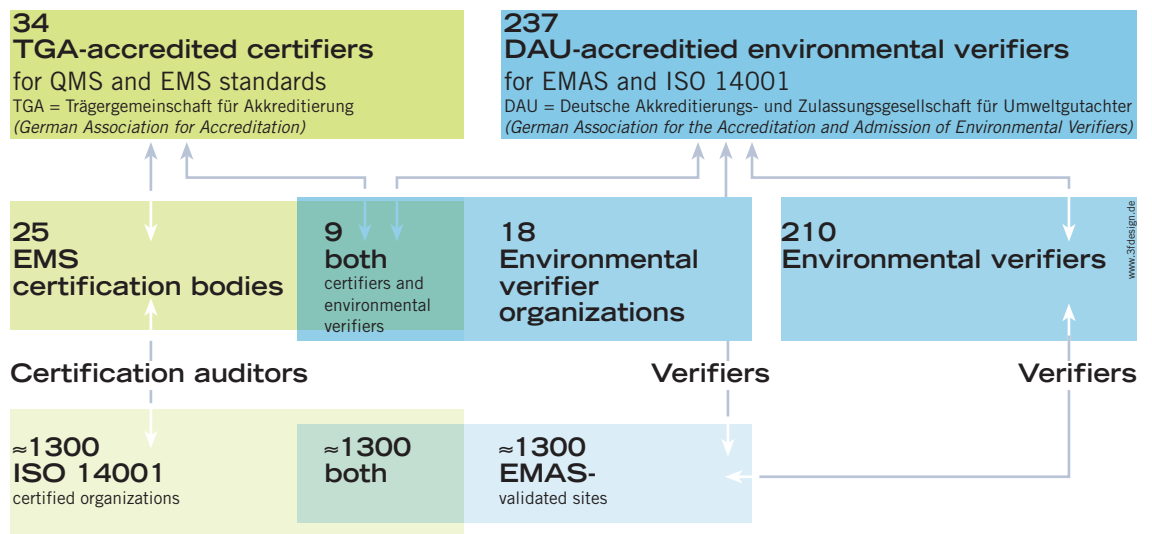 34
TGA-accredited certifiers
for QMS and EMS standards
TGA = Trägergemeinschaft für Akkreditierung
(German Association for Accreditation)
237
DAU-accreditied environmental verifiers
for EMAS and ISO 14001
DAU = Deutsche Akkreditierungs- und Zulassungsgesellschaft für Umweltgutachter
(German Association for the Accreditation and Admission of Environmental Verifiers)
25
EMS
certification bodies
9
both
certifiers and
environmental
verifiers
18
Environmental
verifier
organizations
210
Environmental verifiers
www.3fdesign.de
Certification auditors
Verifiers
Verifiers
≈1300
ISO 14001
certified organizations
≈1300
both
≈1300
EMAS-
validated sites